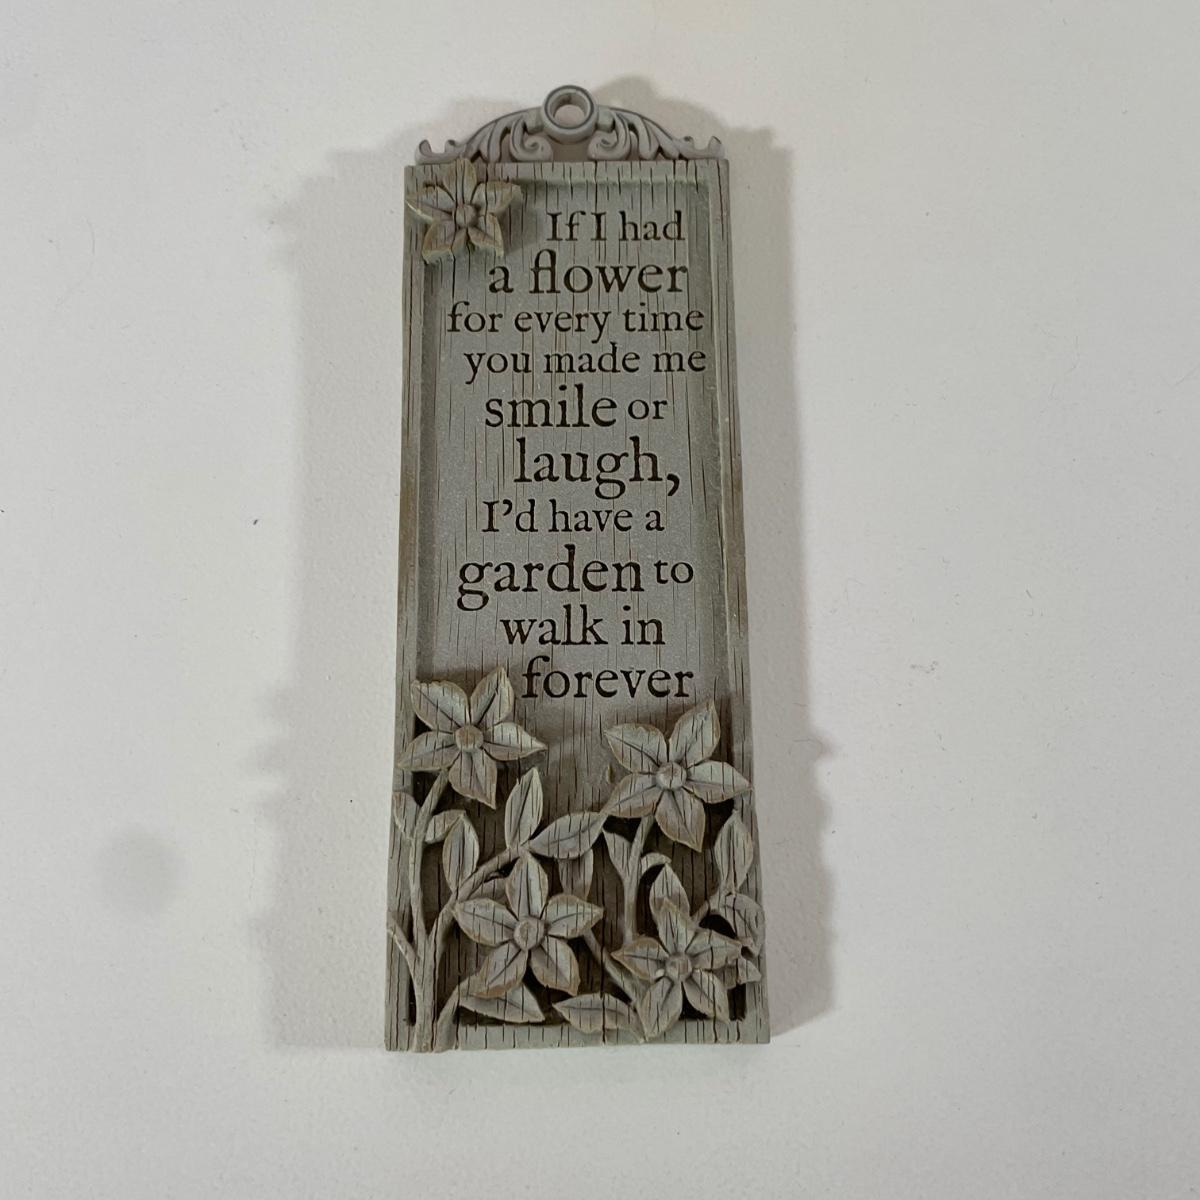 If I had
a flower
for every time
you made me
smile or
laugh,
I'd have a
garden to
walk in
forever